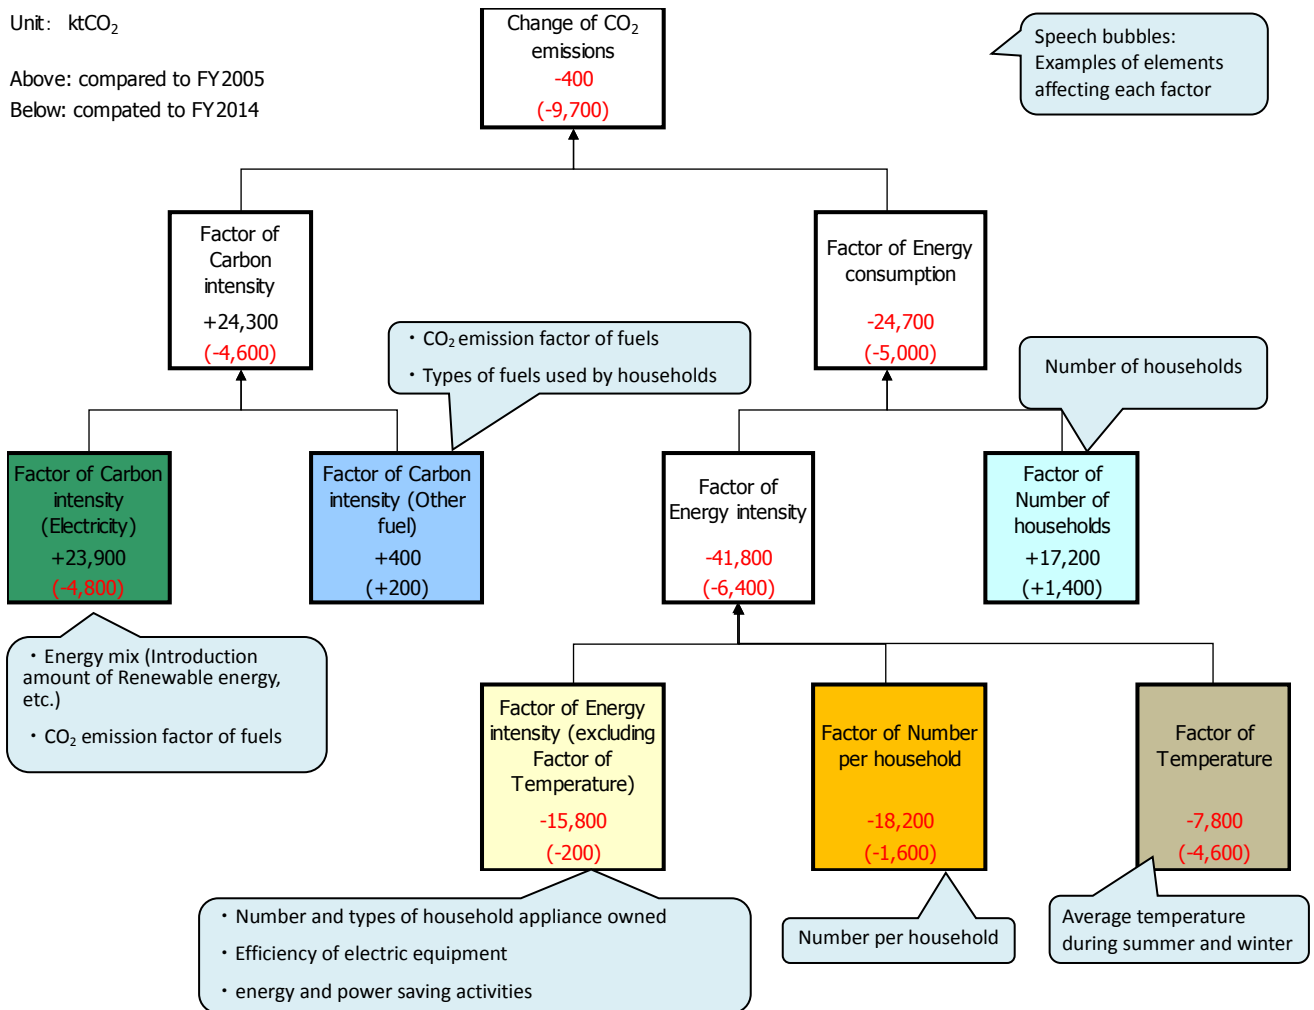 Unit: ktCO₂
Above: compared to FY2005
Below: compated to FY2014
Change of CO₂
emissions
-400
(-9,700)
Speech bubbles:
Examples of elements
affecting each factor
Factor of
Carbon
intensity
+24,300
(-4,600)
Factor of Energy
consumption
-24,700
(-5,000)
・CO₂ emission factor of fuels
・Types of fuels used by households
Number of households
Factor of Carbon
intensity
(Electricity)
+23,900
(-4,800)
Factor of Carbon
intensity (Other
fuel)
+400
(+200)
Factor of
Energy intensity
-41,800
(-6,400)
Factor of
Number of
households
+17,200
(+1,400)
・Energy mix (Introduction
amount of Renewable energy,
etc.)
・CO₂ emission factor of fuels
Factor of Energy
intensity (excluding
Factor of
Temperature)
-15,800
(-200)
Factor of Number
per household
-18,200
(-1,600)
Factor of
Temperature
-7,800
(-4,600)
・Number and types of household appliance owned
・Efficiency of electric equipment
・energy and power saving activities
Number per household
Average temperature
during summer and winter